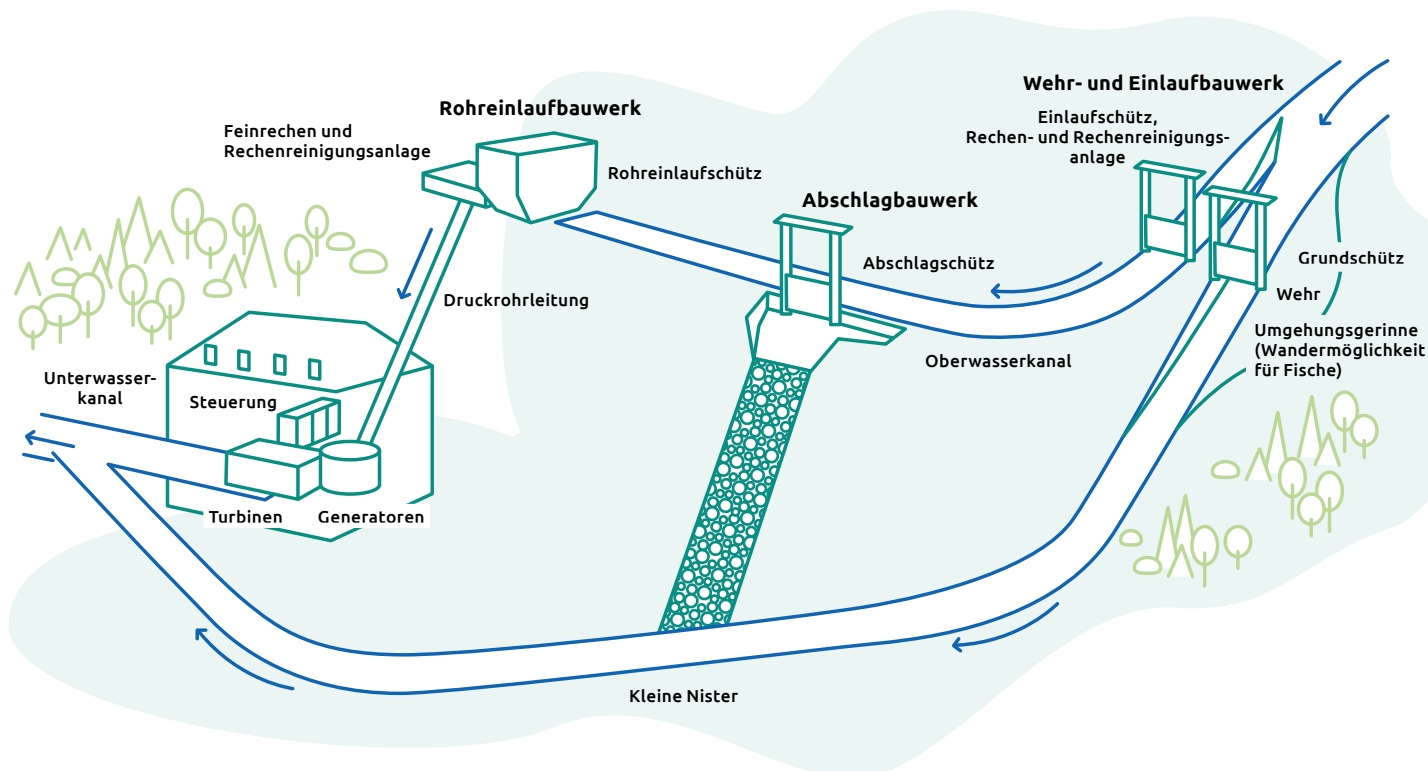 Wehr- und Einlaufbauwerk
Einlaufschütz,
Rechen- und Rechenreinigungs-
anlage
Rohreinlaufbauwerk
Feinrechen und
Rechenreinigungsanlage
Rohreinlaufschütz
Abschlagbauwerk
Abschlagschütz
Grundschütz
Wehr
Druckrohrleitung
Umgehungsgerinne
(Wandermöglichkeit
für Fische)
Oberwasserkanal
Unterwasser-
kanal
Steuerung
Turbinen
Generatoren
Kleine Nister